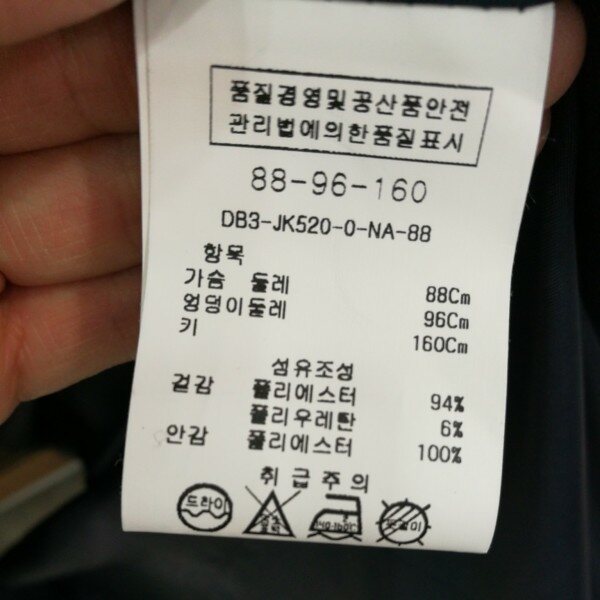 품질경영및공산품안전
관리법에의한품질표시
88-96-160
DB3-JK520-0-NA-88
항목
가슴 둘레 88Cm
엉덩이둘레 96Cm
키 160Cm
섬유조성
겉감 폴리에스터 94%
폴리우레탄 6%
안감 폴리에스터 100%
취급주의
드라이